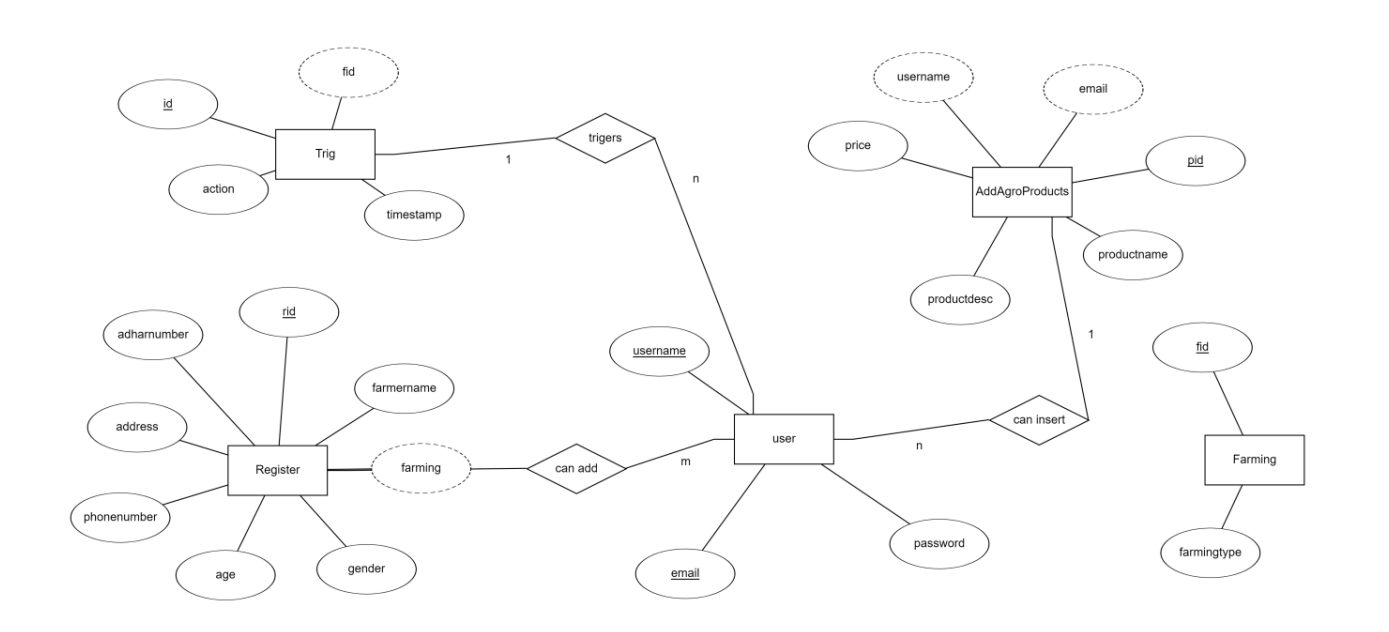 fid
username
email
id
trigers
Trig
1
price
pid
n
AddAgroProducts
action
timestamp
productname
productdesc
rid
adharnumber
1
username
fid
farmername
address
can insert
user
n
Register
farming
can add
m
Farming
phonenumber
password
farmingtype
age
gender
email